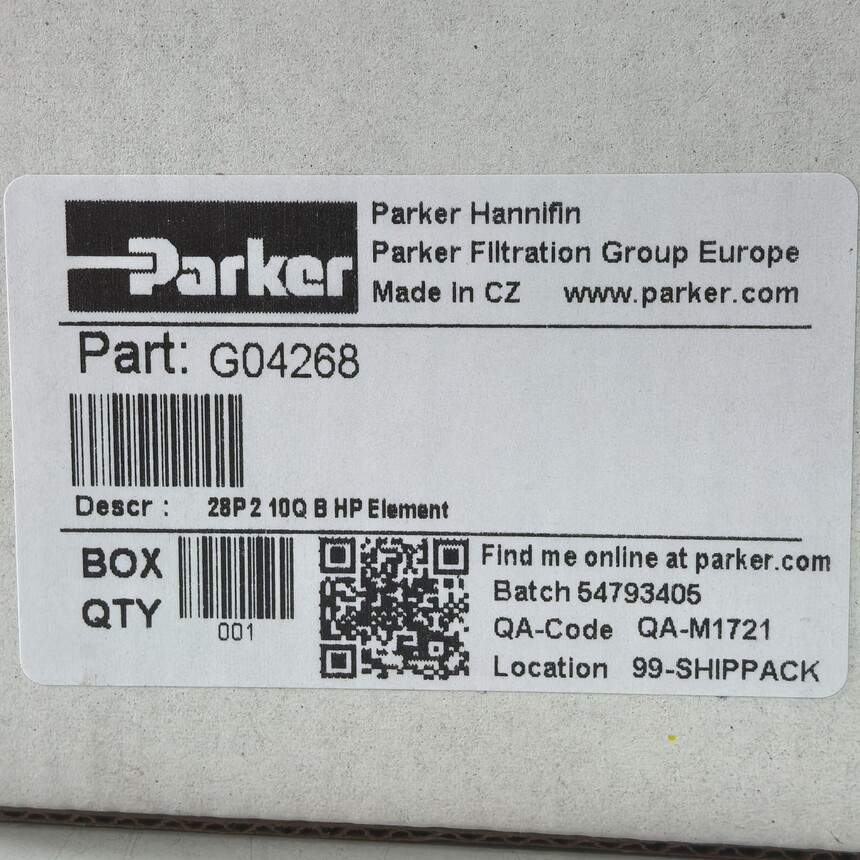 Parker
Parker Hannifin
Parker Filtration Group Europe
Made in CZ www.parker.com
Part: G04268
Descr : 28P 2 10Q B HP Element
BOX
QTY
001
Find me online at parker.com
Batch 54793405
QA-Code QA-M1721
Location 99-SHIPPACK